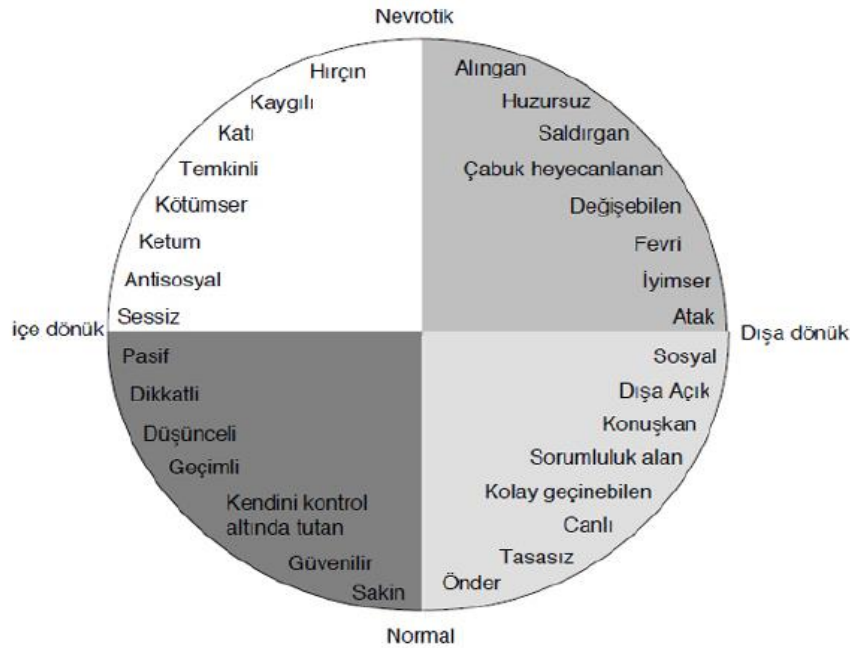 Nevrotik
Hırçın
Kaygılı
Katı
Temkinli
Kötümser
Ketum
Antisosyal
Sessiz
Alıngan
Huzursuz
Saldırgan
Çabuk heyecanlanan
Değişebilen
Fevri
İyimser
Atak
içe dönük
Dışa dönük
Pasif
Dikkatli
Düşünceli
Geçimli
Kendini kontrol
altında tutan
Güvenilir
Sakin
Sosyal
Dışa Açık
Konuşkan
Sorumluluk alan
Kolay geçinebilen
Canlı
Tasasız
Önder
Normal